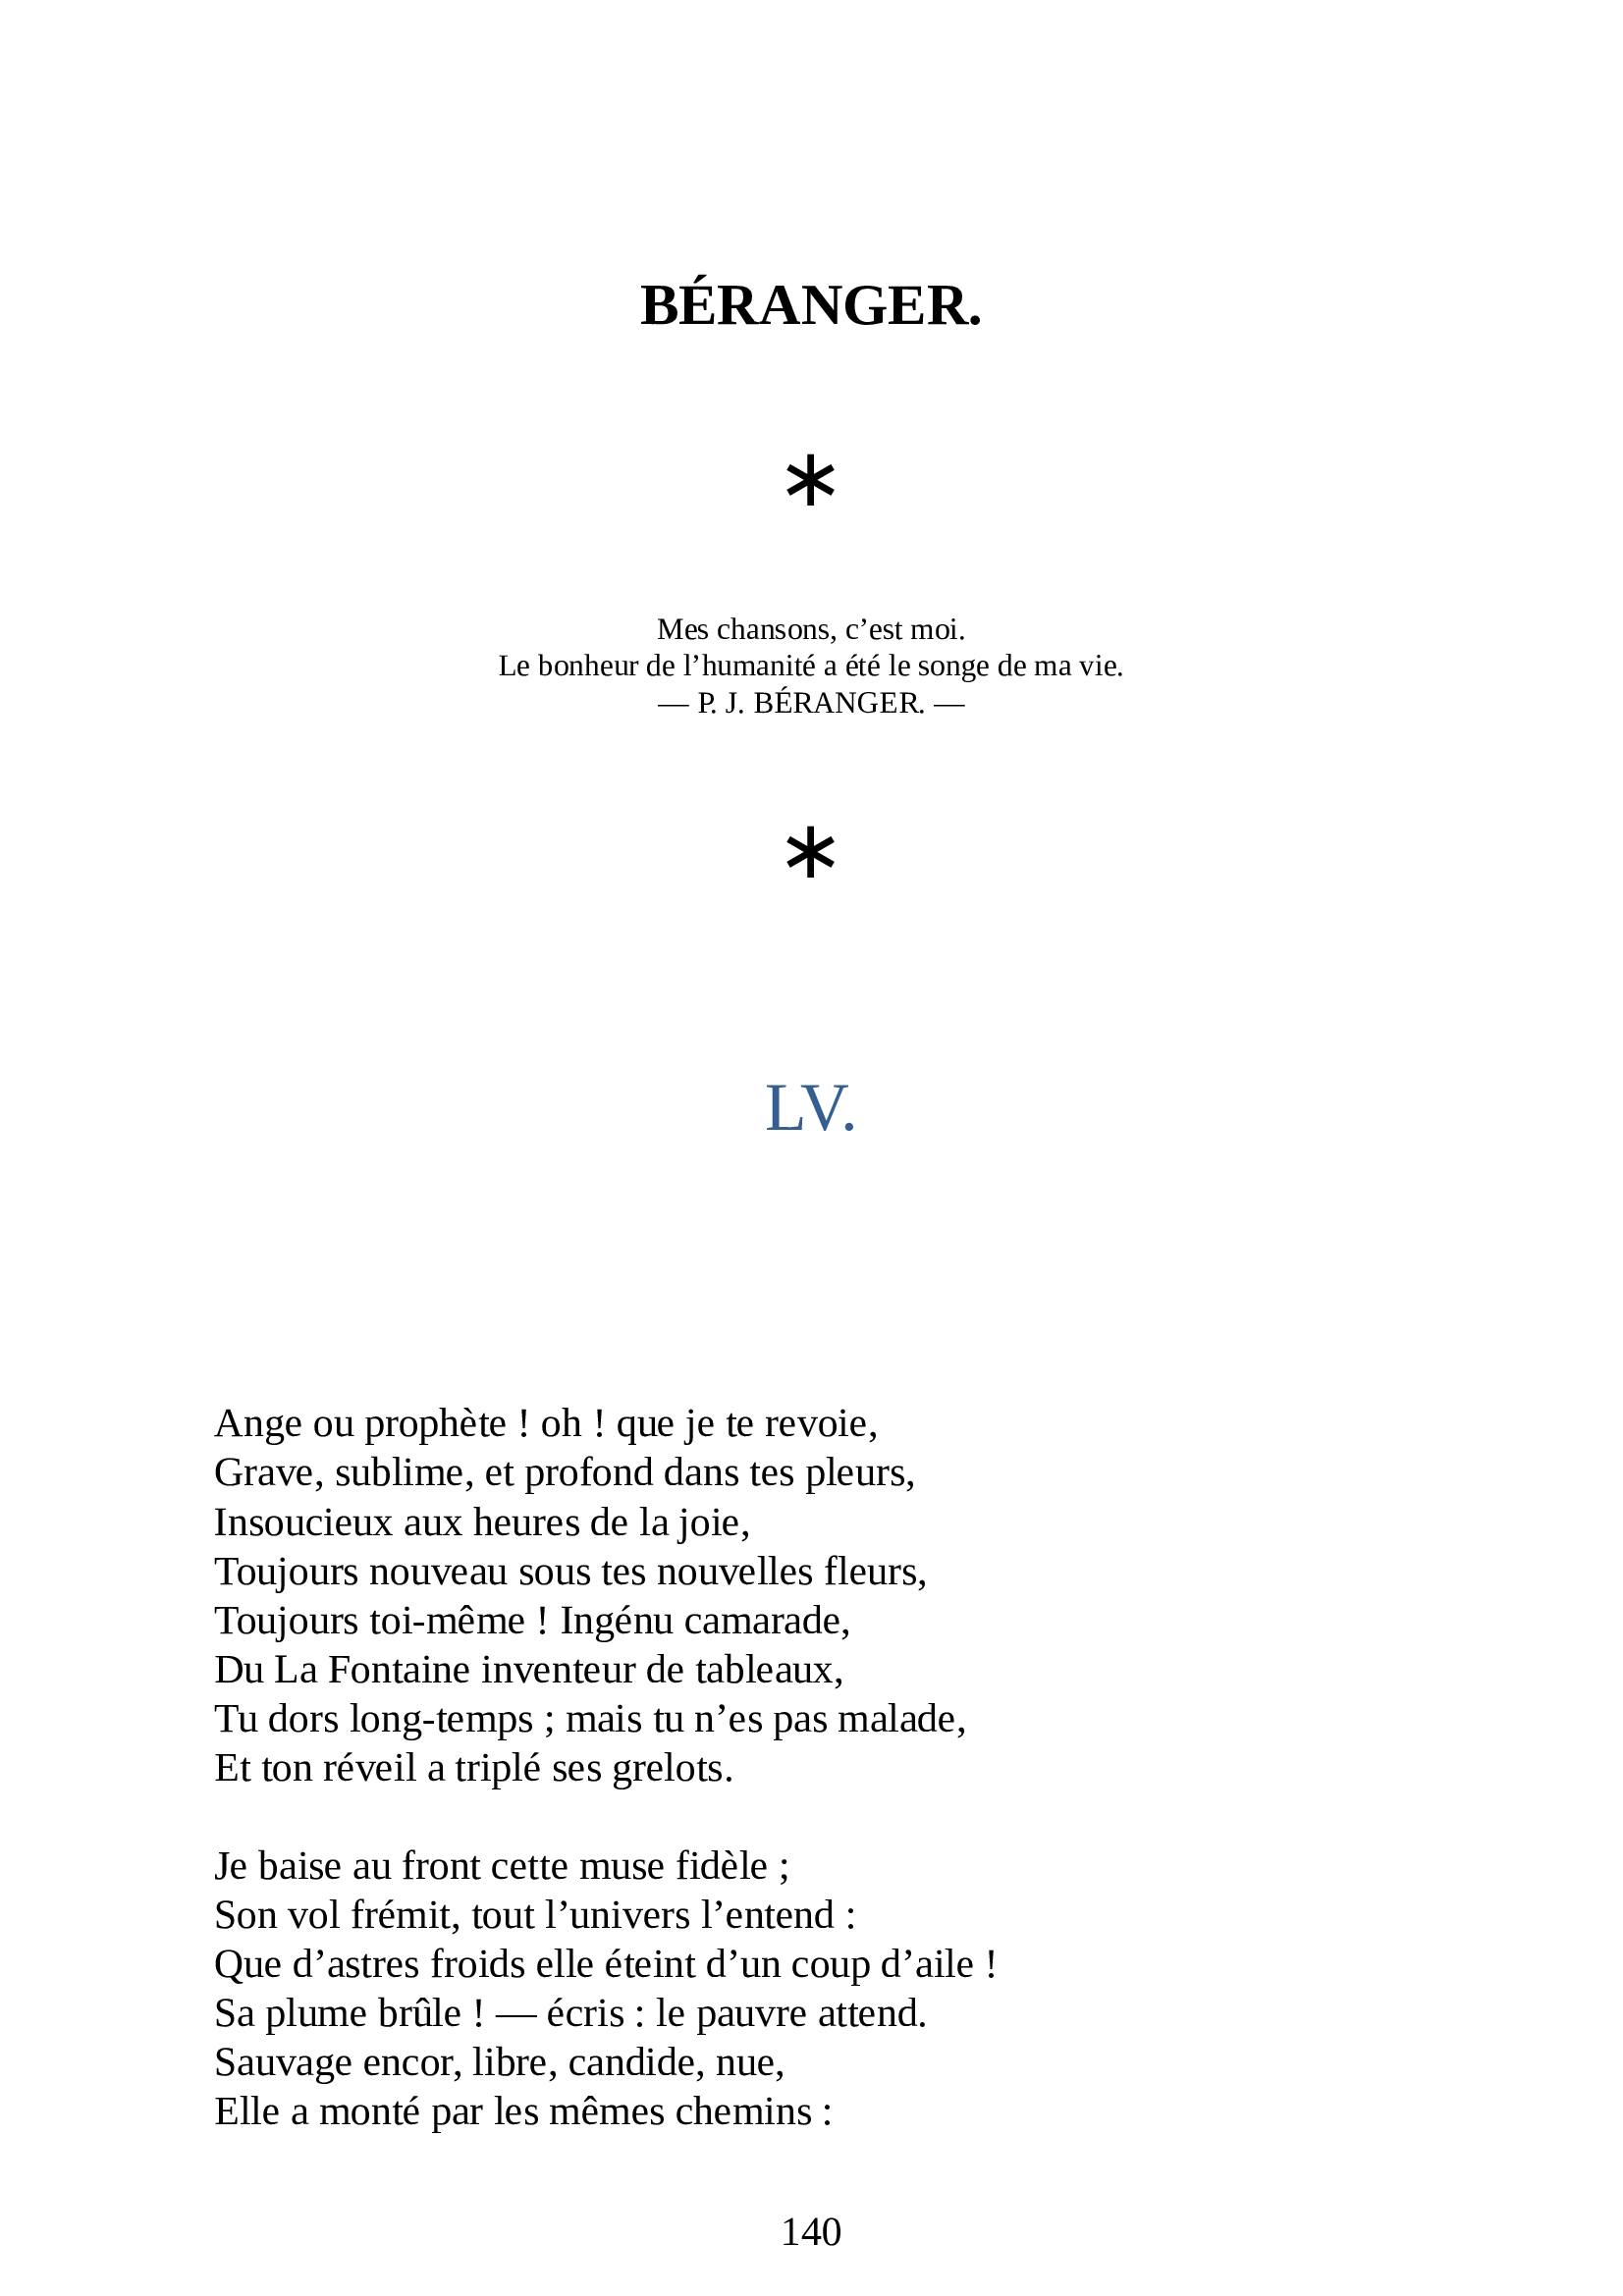 BÉRANGER.
*
Mes chansons, c’est moi.
Le bonheur de l’humanité a été le songe de ma vie.
— P. J. BÉRANGER. —
*
LV.
Ange ou prophète ! oh ! que je te revoie,
Grave, sublime, et profond dans tes pleurs,
Insoucieux aux heures de la joie,
Toujours nouveau sous tes nouvelles fleurs,
Toujours toi-même ! Ingénu camarade,
Du La Fontaine inventeur de tableaux,
Tu dors long-temps ; mais tu n’es pas malade,
Et ton réveil a triplé ses grelots.
Je baise au front cette muse fidèle ;
Son vol frémit, tout l’univers l’entend :
Que d’astres froids elle éteint d’un coup d’aile !
Sa plume brûle ! — écris : le pauvre attend.
Sauvage encor, libre, candide, nue,
Elle a monté par les mêmes chemins :
140